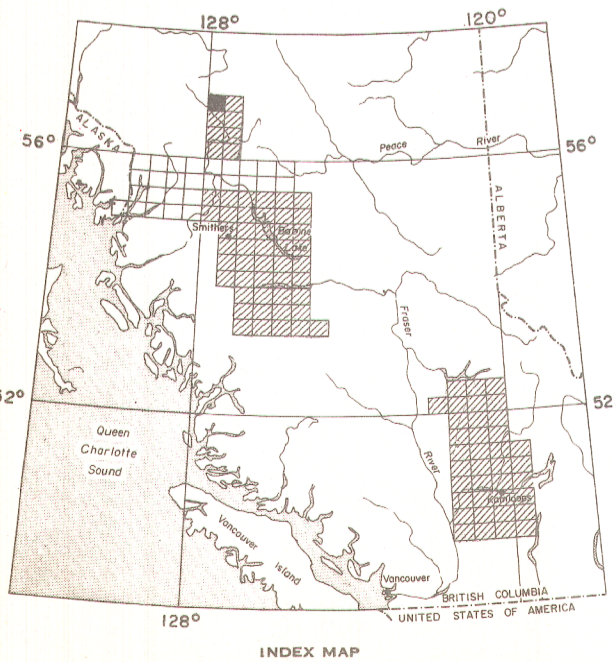 128°
120°
ALASKA
56°
Peace
River
56°
ALBERTA
Smithers
Babine
Lake
Fraser
2°
52
Queen
Charlotte
Sound
River
Kamloops
Vancouver
Island
Vancouver
BRITISH COLUMBIA
UNITED STATES OF AMERICA
128°
INDEX MAP